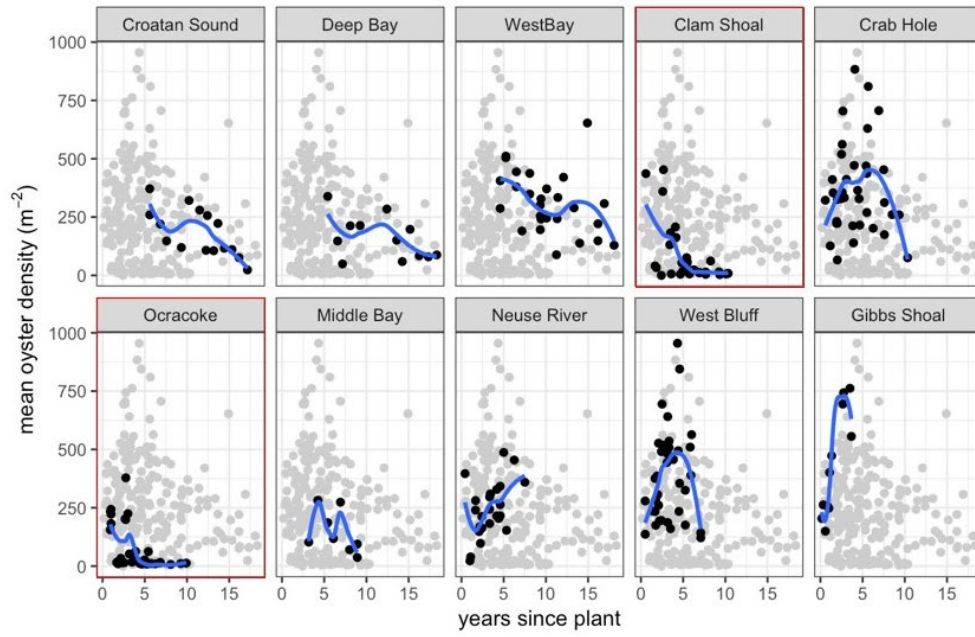 Croatan Sound Deep Bay WestBay Clam Shoal Crab Hole
1000
750
500
250
0
Ocracoke Middle Bay Neuse River West Bluff Gibbs Shoal
1000
750
500
250
0
0 5 10 15 0 5 10 15 0 5 10 15 0 5 10 15 0 5 10 15
years since plant
mean oyster density (m⁻²)